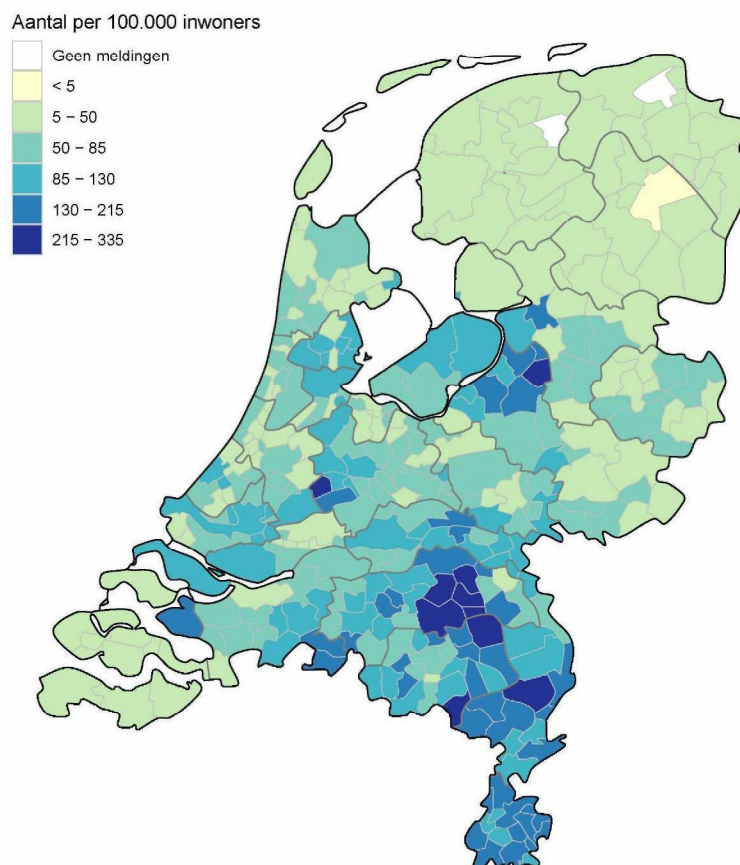 Aantal per 100.000 inwoners
Geen meldingen
< 5
5 – 50
50 – 85
85 – 130
130 – 215
215 – 335